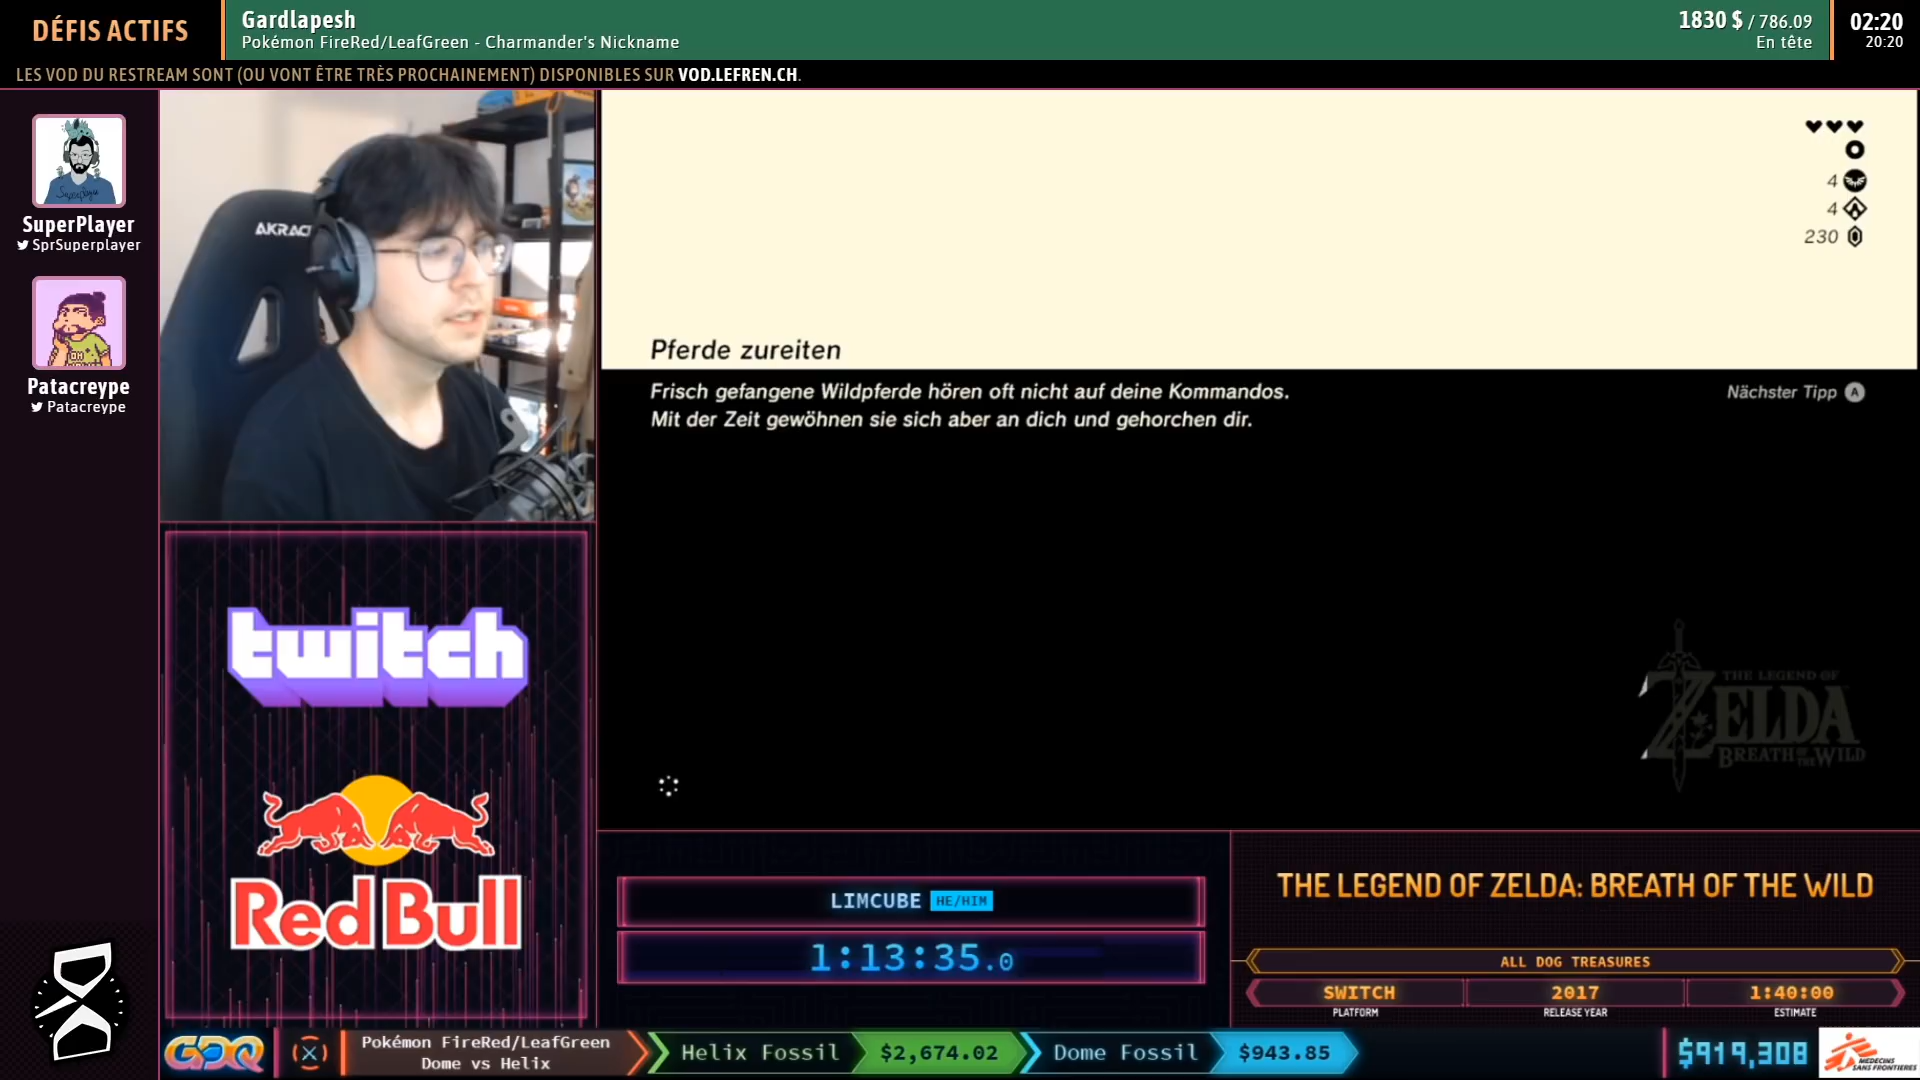 DÉFIS ACTIFS
Gardlapesh
Pokémon FireRed/LeafGreen - Charmander's Nickname
1830 $ / 786.09
En tête
02:20
20:20
LES VOD DU RESTREAM SONT (OU VONT ÊTRE TRÈS PROCHAINEMENT) DISPONIBLES SUR VOD.LEFREN.CH.
SuperPlayer
SprSuperplayer
Patacreype
Patacreype
AKRAC
4
4
230
Pferde zureiten
Frisch gefangene Wildpferde hören oft nicht auf deine Kommandos.
Mit der Zeit gewöhnen sie sich aber an dich und gehorchen dir.
Nächster Tipp A
THE LEGEND OF
ZELDA
BREATH OF THE WILD
twitch
Red Bull
LIMCUBE HE/HIM
1:13:35.0
THE LEGEND OF ZELDA: BREATH OF THE WILD
ALL DOG TREASURES
SWITCH
PLATFORM
2017
RELEASE YEAR
1:40:00
ESTIMATE
GDQ
Pokémon FireRed/LeafGreen
Dome vs Helix
Helix Fossil
$2,674.02
Dome Fossil
$943.85
$919,308
MEDECINS
SANS FRONTIERES